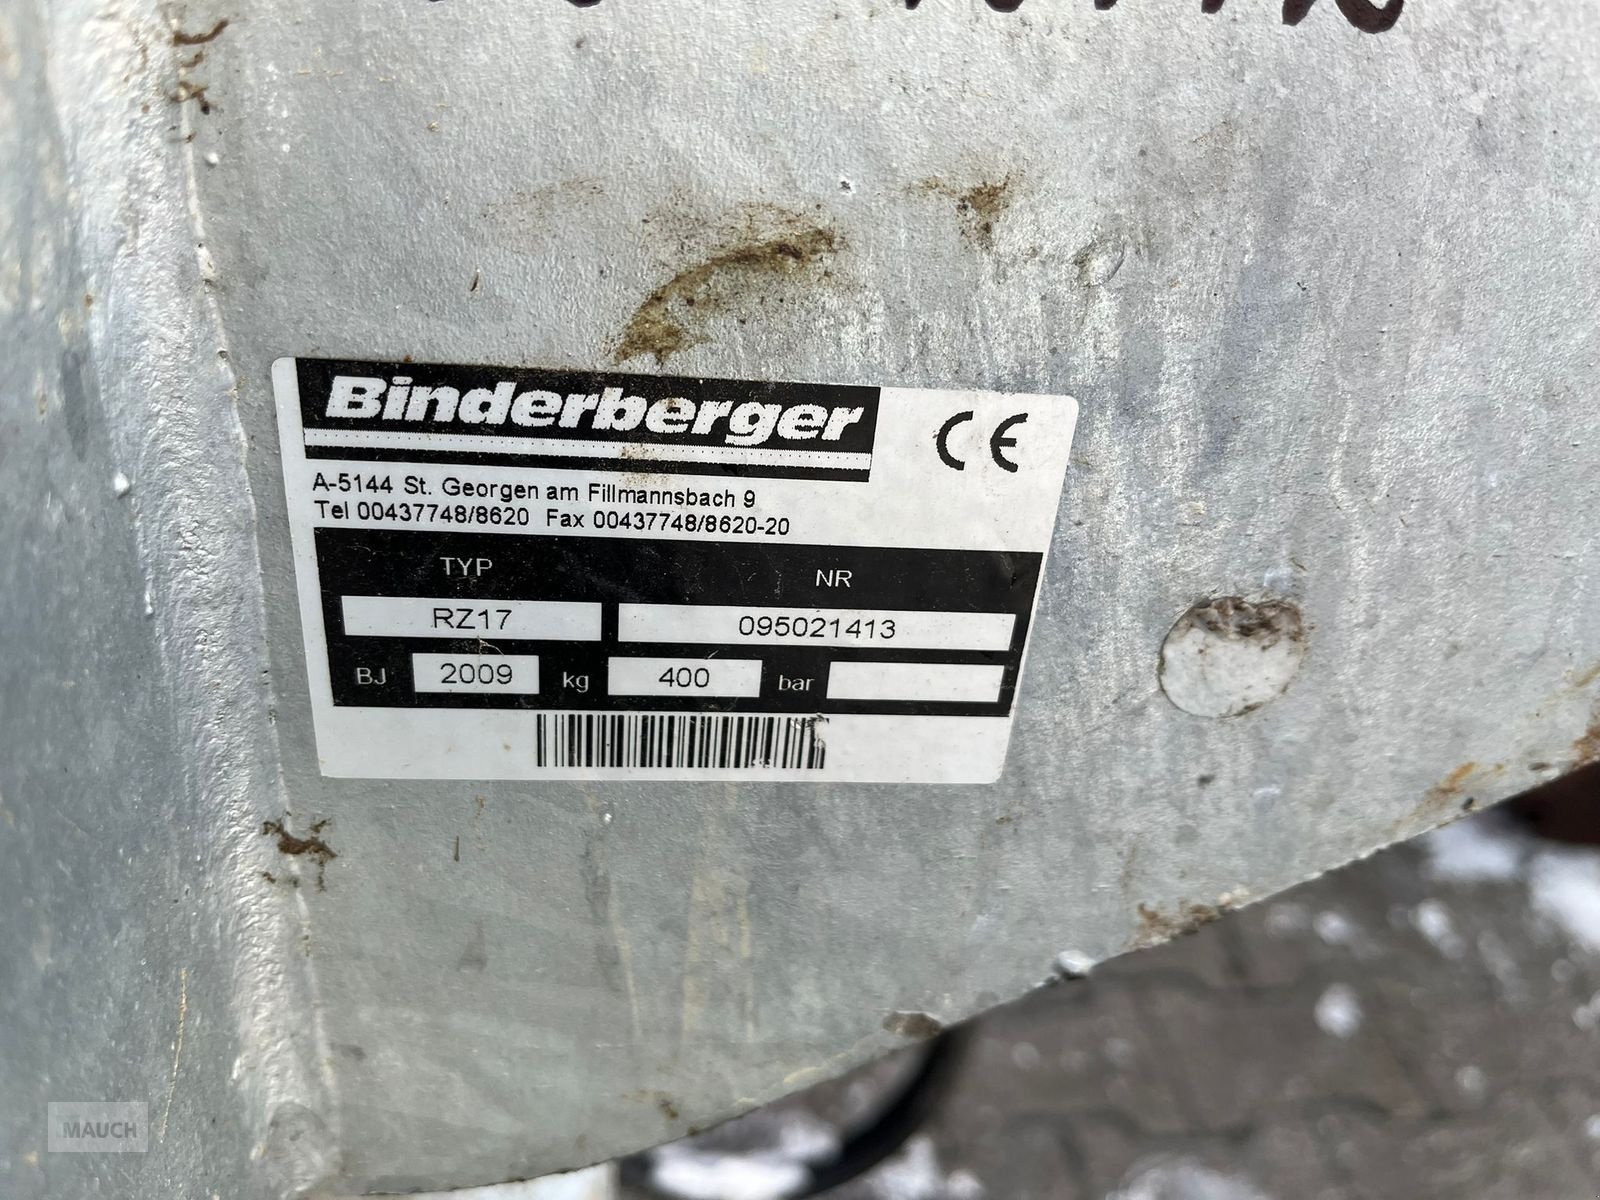 Binderberger
CE
A-5144 St. Georgen am Fillmannsbach 9
Tel 00437748/8620 Fax 00437748/8620-20
TYP NR
RZ17 095021413
BJ 2009 kg 400 bar
MAUCH